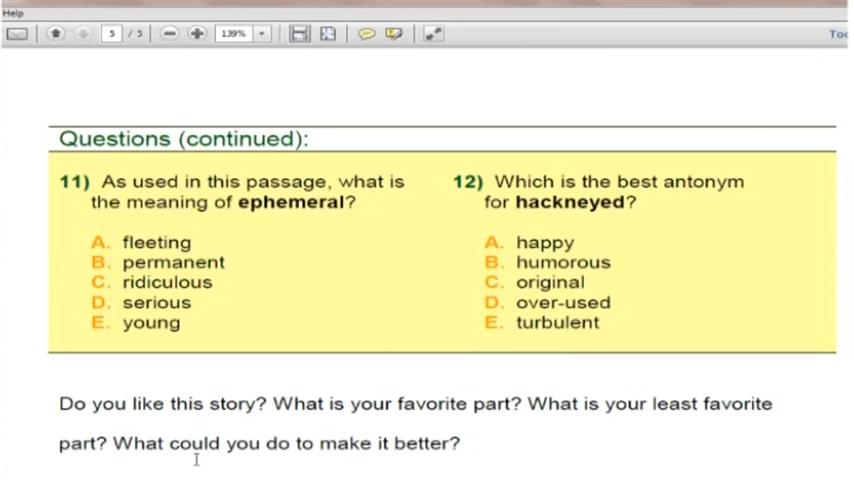 Help
5 / 5 139% Too
Questions (continued):
11) As used in this passage, what is
the meaning of ephemeral?
A. fleeting
B. permanent
C. ridiculous
D. serious
E. young
12) Which is the best antonym
for hackneyed?
A. happy
B. humorous
C. original
D. over-used
E. turbulent
Do you like this story? What is your favorite part? What is your least favorite
part? What could you do to make it better?